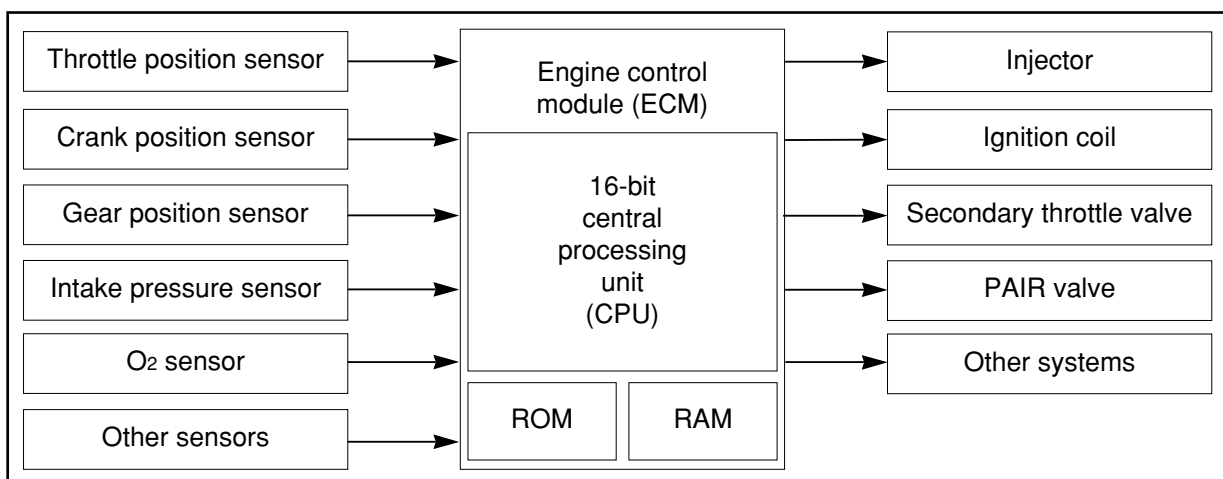 Throttle position sensor
Crank position sensor
Gear position sensor
Intake pressure sensor
O2 sensor
Other sensors
Engine control
module (ECM)
16-bit
central
processing
unit
(CPU)
ROM
RAM
Injector
Ignition coil
Secondary throttle valve
PAIR valve
Other systems